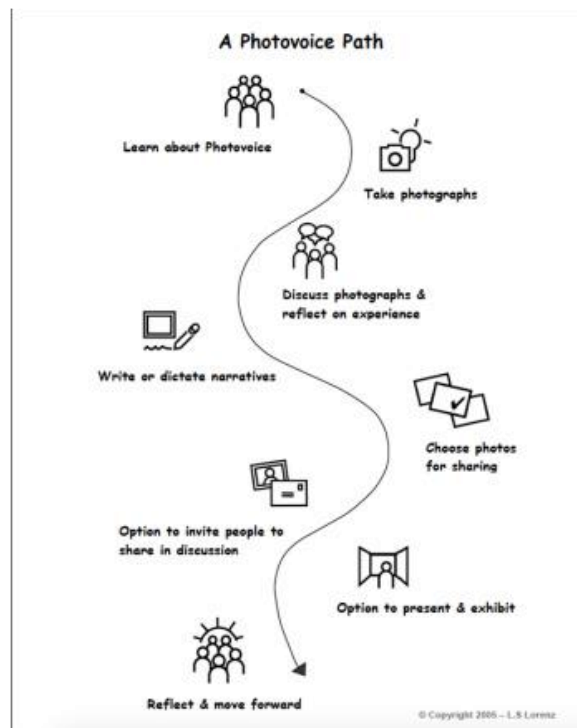 A Photovoice Path
Learn about Photovoice
Take photographs
Discuss photographs &
reflect on experience
Write or dictate narratives
Choose photos
for sharing
Option to invite people to
share in discussion
Option to present & exhibit
Reflect & move forward
© Copyright 2005 – L.S Lorenz